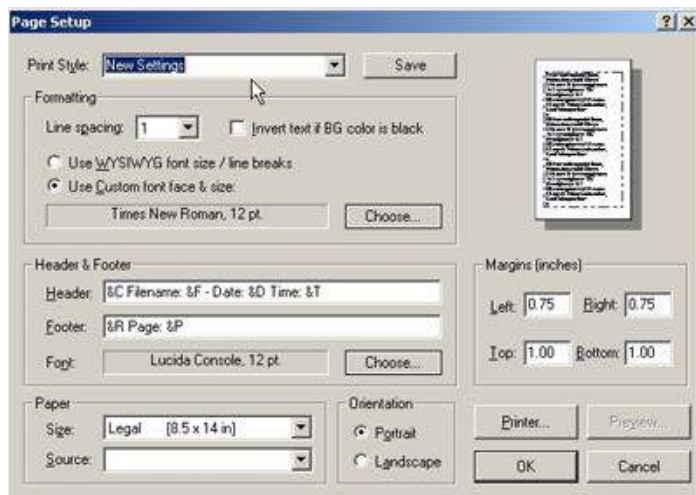 Page Setup
Print Style: New Settings Save
Formatting
Line spacing: 1 Invert text if BG color is black
Use WYSIWYG font size / line breaks
Use Custom font face & size:
Times New Roman, 12 pt. Choose...
Header & Footer
Header: &C Filename: &F - Date: &D Time: &T
Footer: &R Page: &P
Font: Lucida Console, 12 pt. Choose...
Margins (inches)
Left: 0.75 Right: 0.75
Top: 1.00 Bottom: 1.00
Paper
Size: Legal [8.5 x 14 in]
Source:
Orientation
Portrait
Landscape
Printer... Preview...
OK Cancel